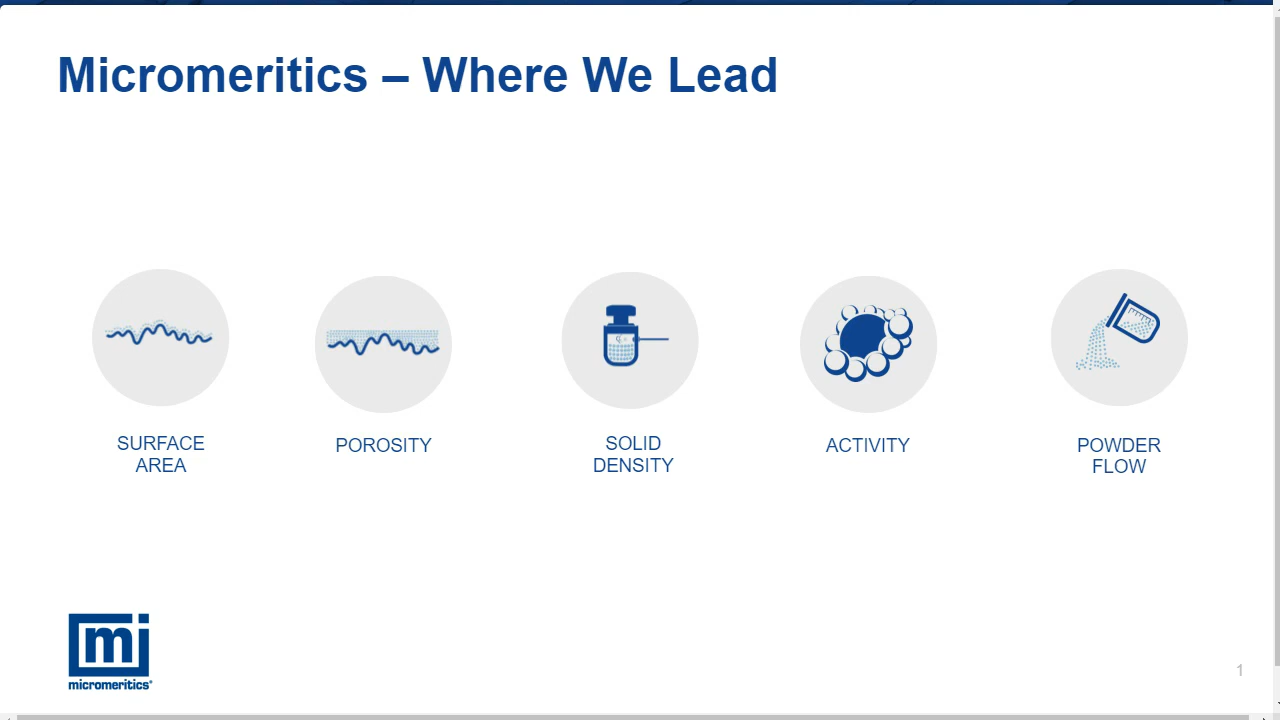 Micromeritics – Where We Lead
SURFACE
AREA
POROSITY
SOLID
DENSITY
ACTIVITY
POWDER
FLOW
mi
micromeritics®
1